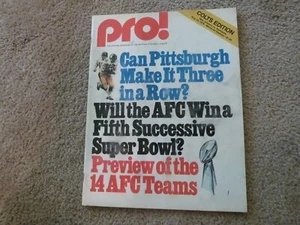 pro!
COLTS EDITION
Can Pittsburgh
Make It Three
in a Row?
Will the AFC Win a
Fifth Successive
Super Bowl?
Preview of the
14 AFC Teams